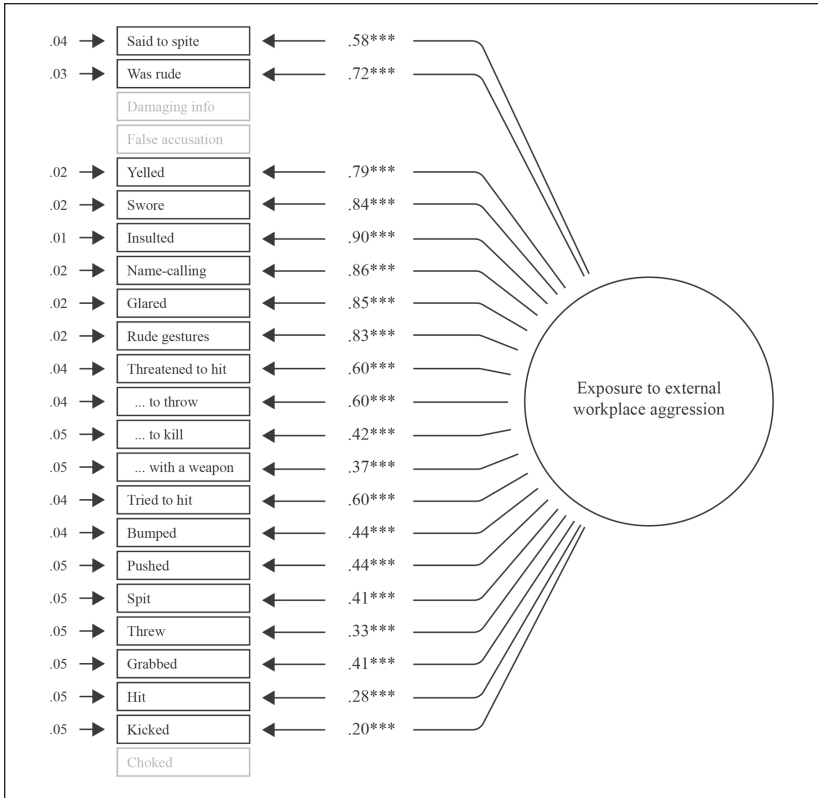 .04 Said to spite .58***
.03 Was rude .72***
Damaging info
False accusation
.02 Yelled .79***
.02 Swore .84***
.01 Insulted .90***
.02 Name-calling .86***
.02 Glared .85***
.02 Rude gestures .83***
.04 Threatened to hit .60***
.04 ... to throw .60***
.05 ... to kill .42***
.05 ... with a weapon .37***
.04 Tried to hit .60***
.04 Bumped .44***
.05 Pushed .44***
.05 Spit .41***
.05 Threw .33***
.05 Grabbed .41***
.05 Hit .28***
.05 Kicked .20***
Choked
Exposure to external
workplace aggression